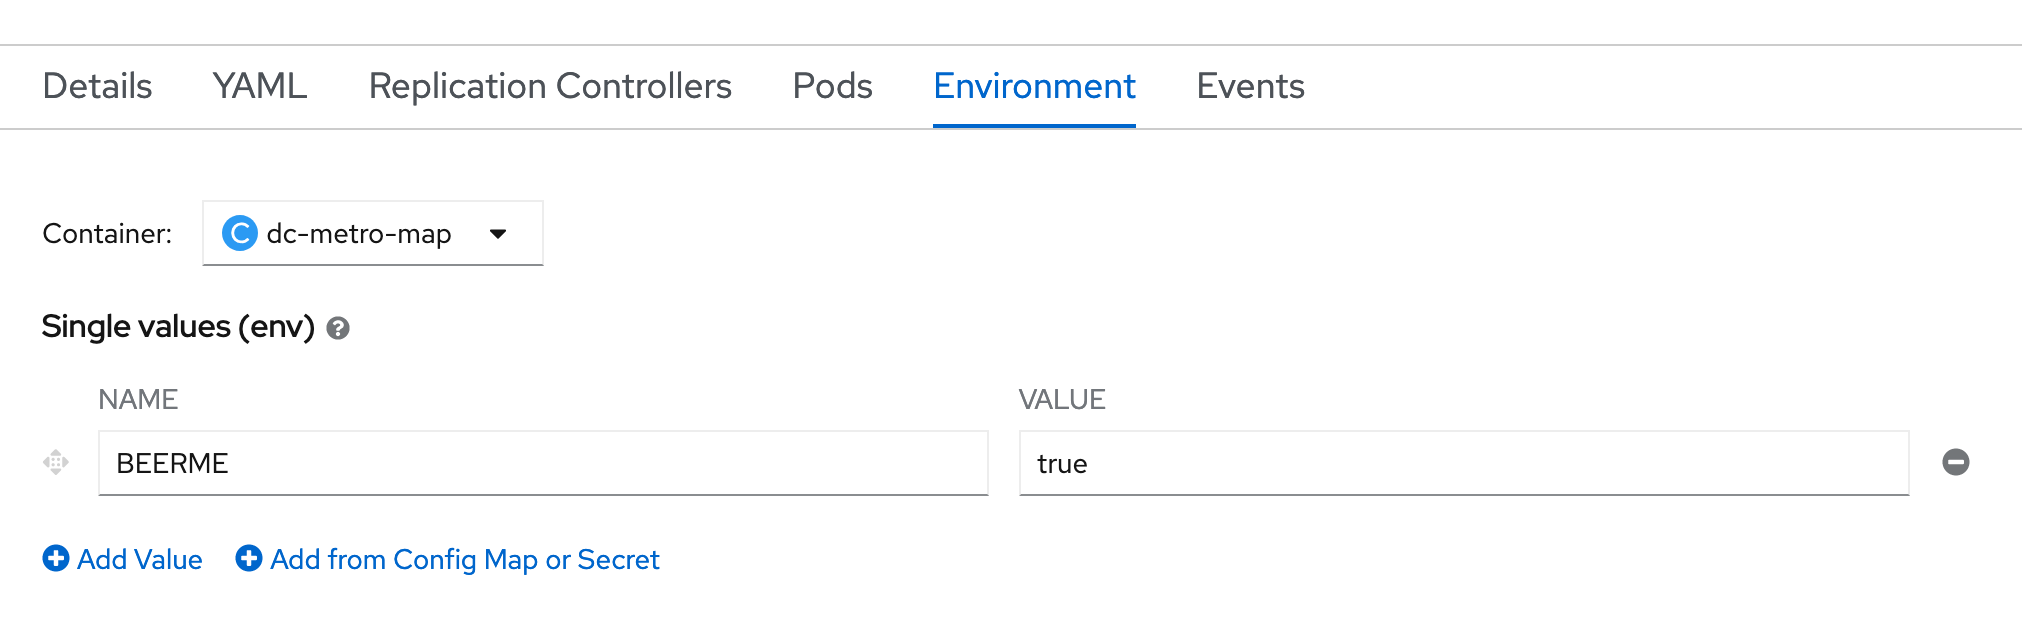 Details YAML Replication Controllers Pods Environment Events
Container: C dc-metro-map
Single values (env) ?
NAME VALUE
BEERME true
Add Value Add from Config Map or Secret